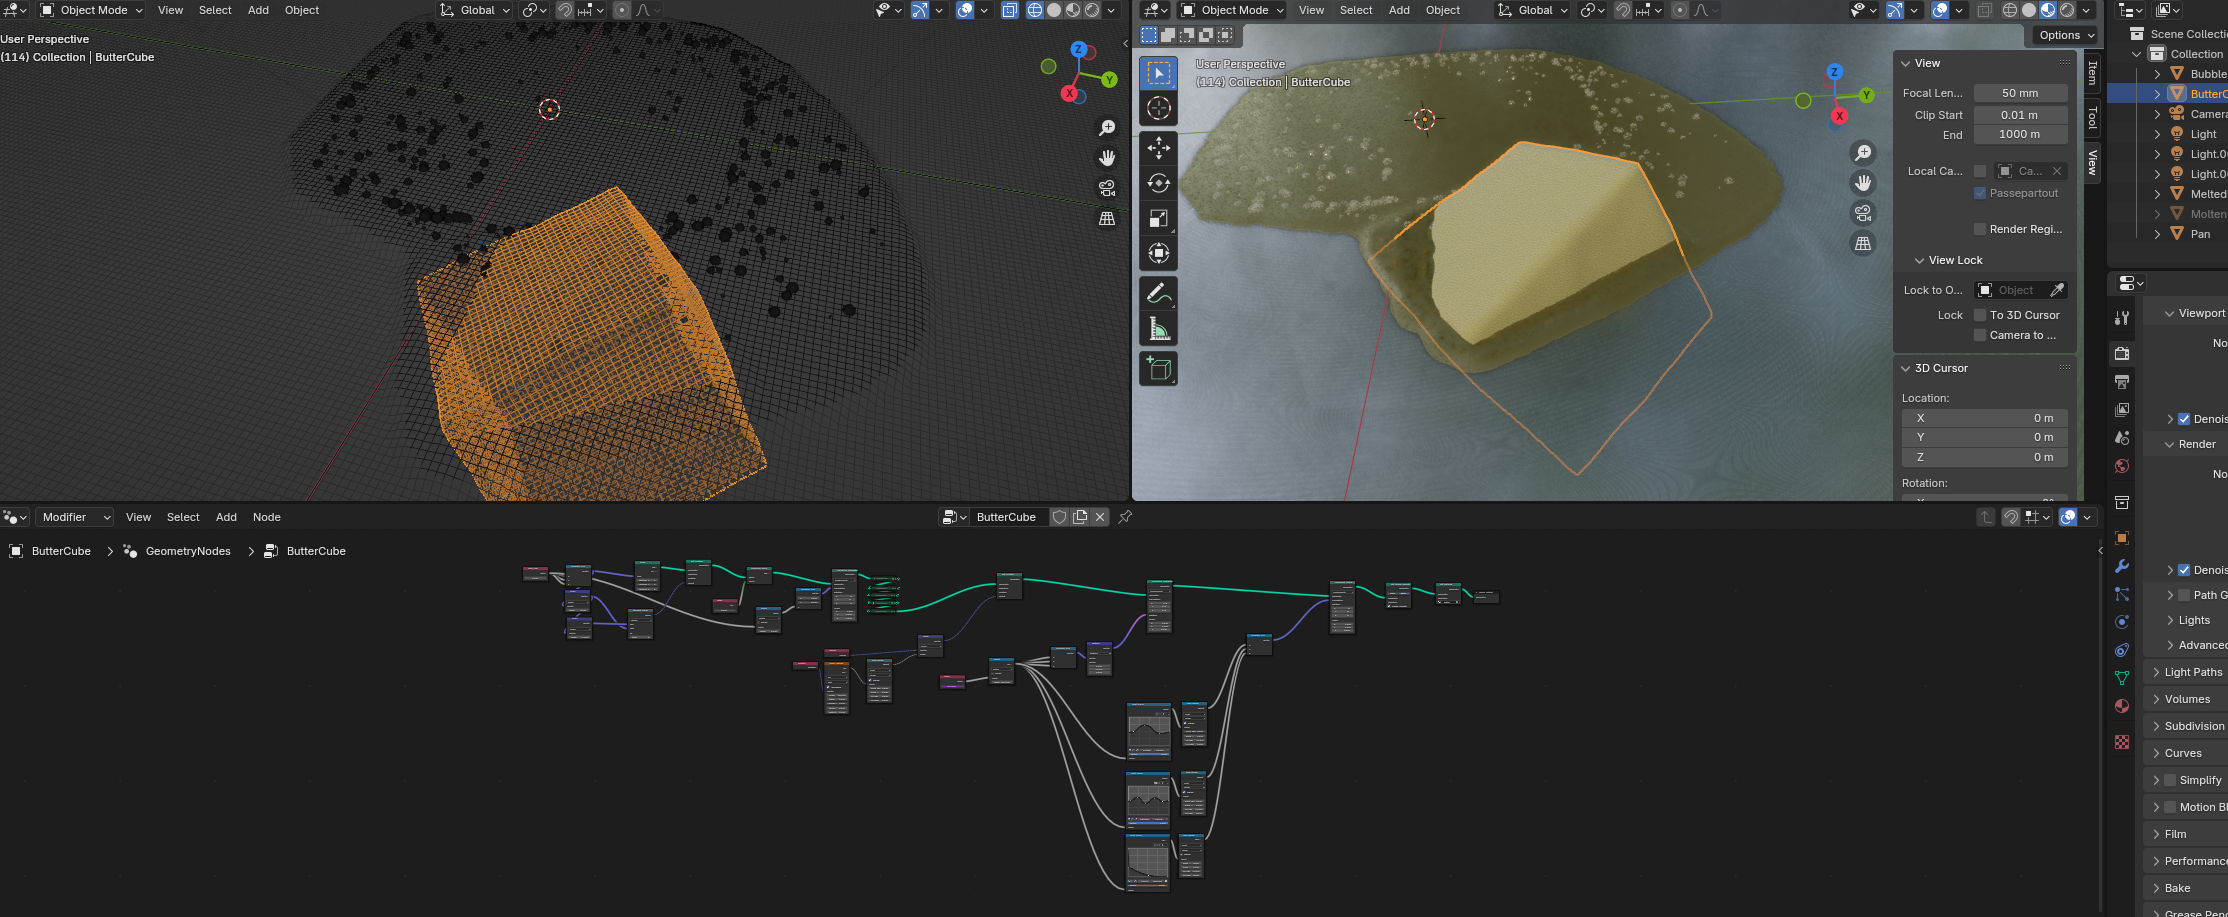 Object Mode View Select Add Object Global
User Perspective
(114) Collection | ButterCube
Z
Y
X
Object Mode View Select Add Object Global
Options
User Perspective
(114) Collection | ButterCube
Z
Y
X
View
Focal Len... 50 mm
Clip Start 0.01 m
End 1000 m
Local Ca... Ca...
Passepartout
Render Regi...
View Lock
Lock to O... Object
Lock To 3D Cursor
Camera to ...
3D Cursor
Location:
X 0 m
Y 0 m
Z 0 m
Rotation:
Item
Tool
View
Scene Collecti
Collection
Bubble
ButterC
Camera
Light
Light.0
Light.0
Melted
Molten
Pan
Viewport
No
Denois
Render
No
Denois
Path G
Lights
Advance
Light Paths
Volumes
Subdivision
Curves
Simplify
Motion Bl
Film
Performance
Bake
Grease Penc
Modifier View Select Add Node ButterCube
ButterCube GeometryNodes ButterCube